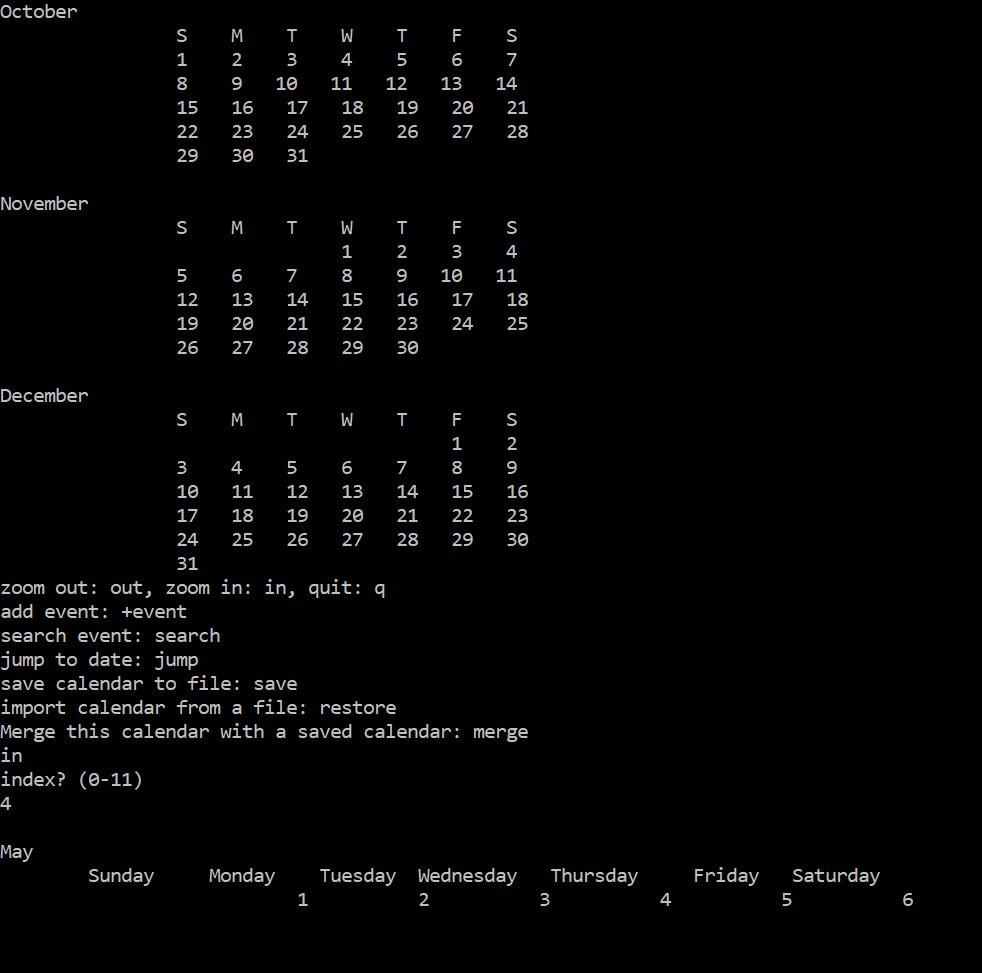 October
S M T W T F S
1 2 3 4 5 6 7
8 9 10 11 12 13 14
15 16 17 18 19 20 21
22 23 24 25 26 27 28
29 30 31
November
S M T W T F S
1 2 3 4
5 6 7 8 9 10 11
12 13 14 15 16 17 18
19 20 21 22 23 24 25
26 27 28 29 30
December
S M T W T F S
1 2
3 4 5 6 7 8 9
10 11 12 13 14 15 16
17 18 19 20 21 22 23
24 25 26 27 28 29 30
31
zoom out: out, zoom in: in, quit: q
add event: +event
search event: search
jump to date: jump
save calendar to file: save
import calendar from a file: restore
Merge this calendar with a saved calendar: merge
in
index? (0-11)
4
May
Sunday Monday Tuesday Wednesday Thursday Friday Saturday
1 2 3 4 5 6